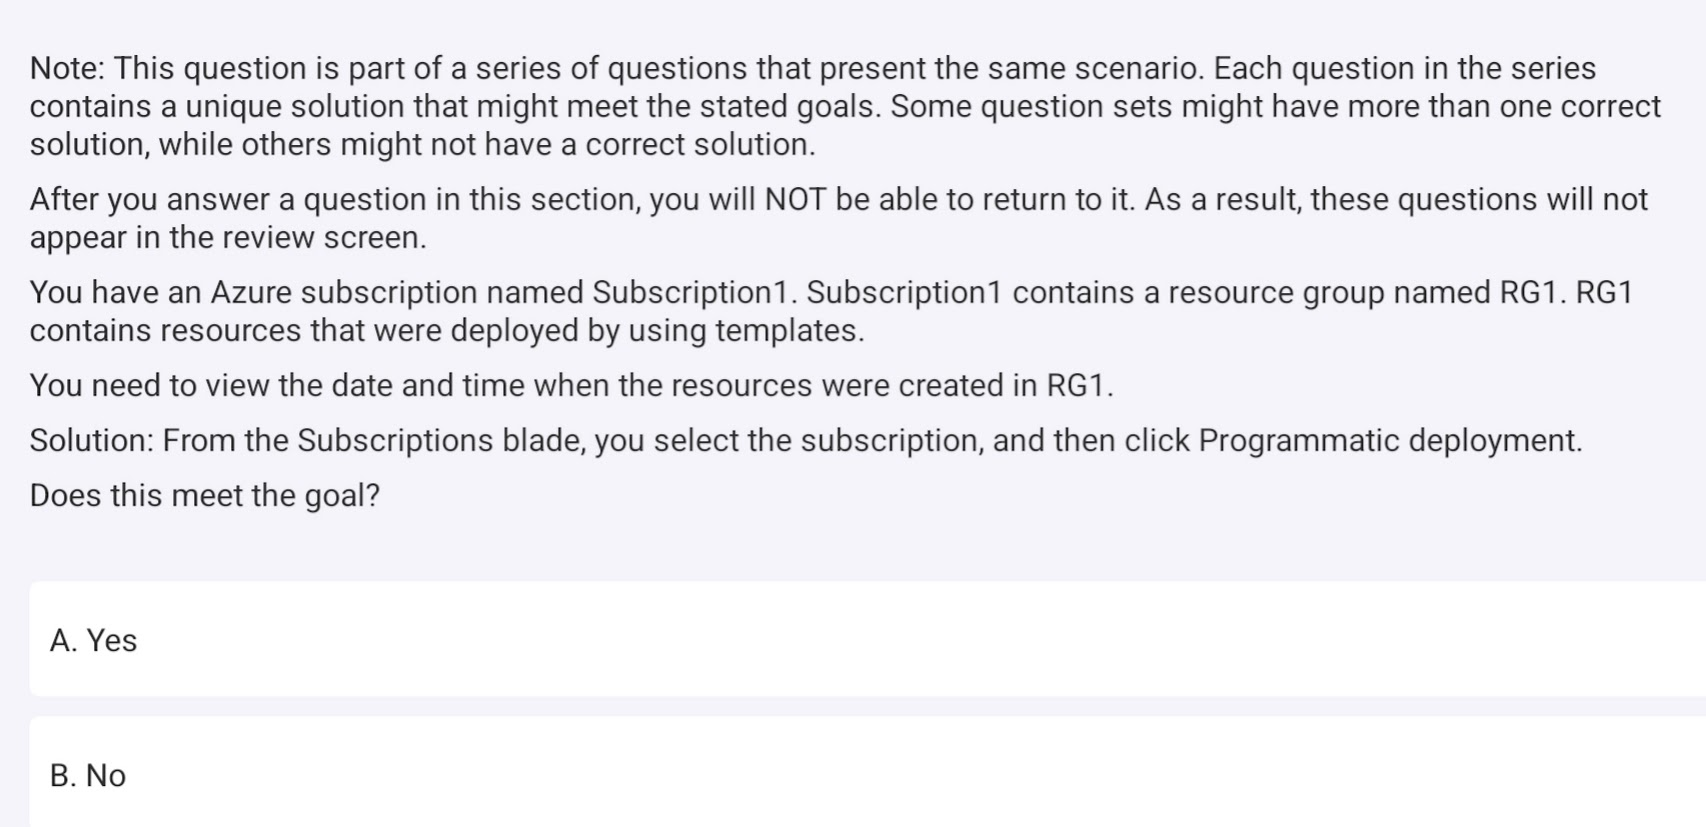 Note: This question is part of a series of questions that present the same scenario. Each question in the series
contains a unique solution that might meet the stated goals. Some question sets might have more than one correct
solution, while others might not have a correct solution.
After you answer a question in this section, you will NOT be able to return to it. As a result, these questions will not
appear in the review screen.
You have an Azure subscription named Subscription1. Subscription1 contains a resource group named RG1. RG1
contains resources that were deployed by using templates.
You need to view the date and time when the resources were created in RG1.
Solution: From the Subscriptions blade, you select the subscription, and then click Programmatic deployment.
Does this meet the goal?
A. Yes
B. No